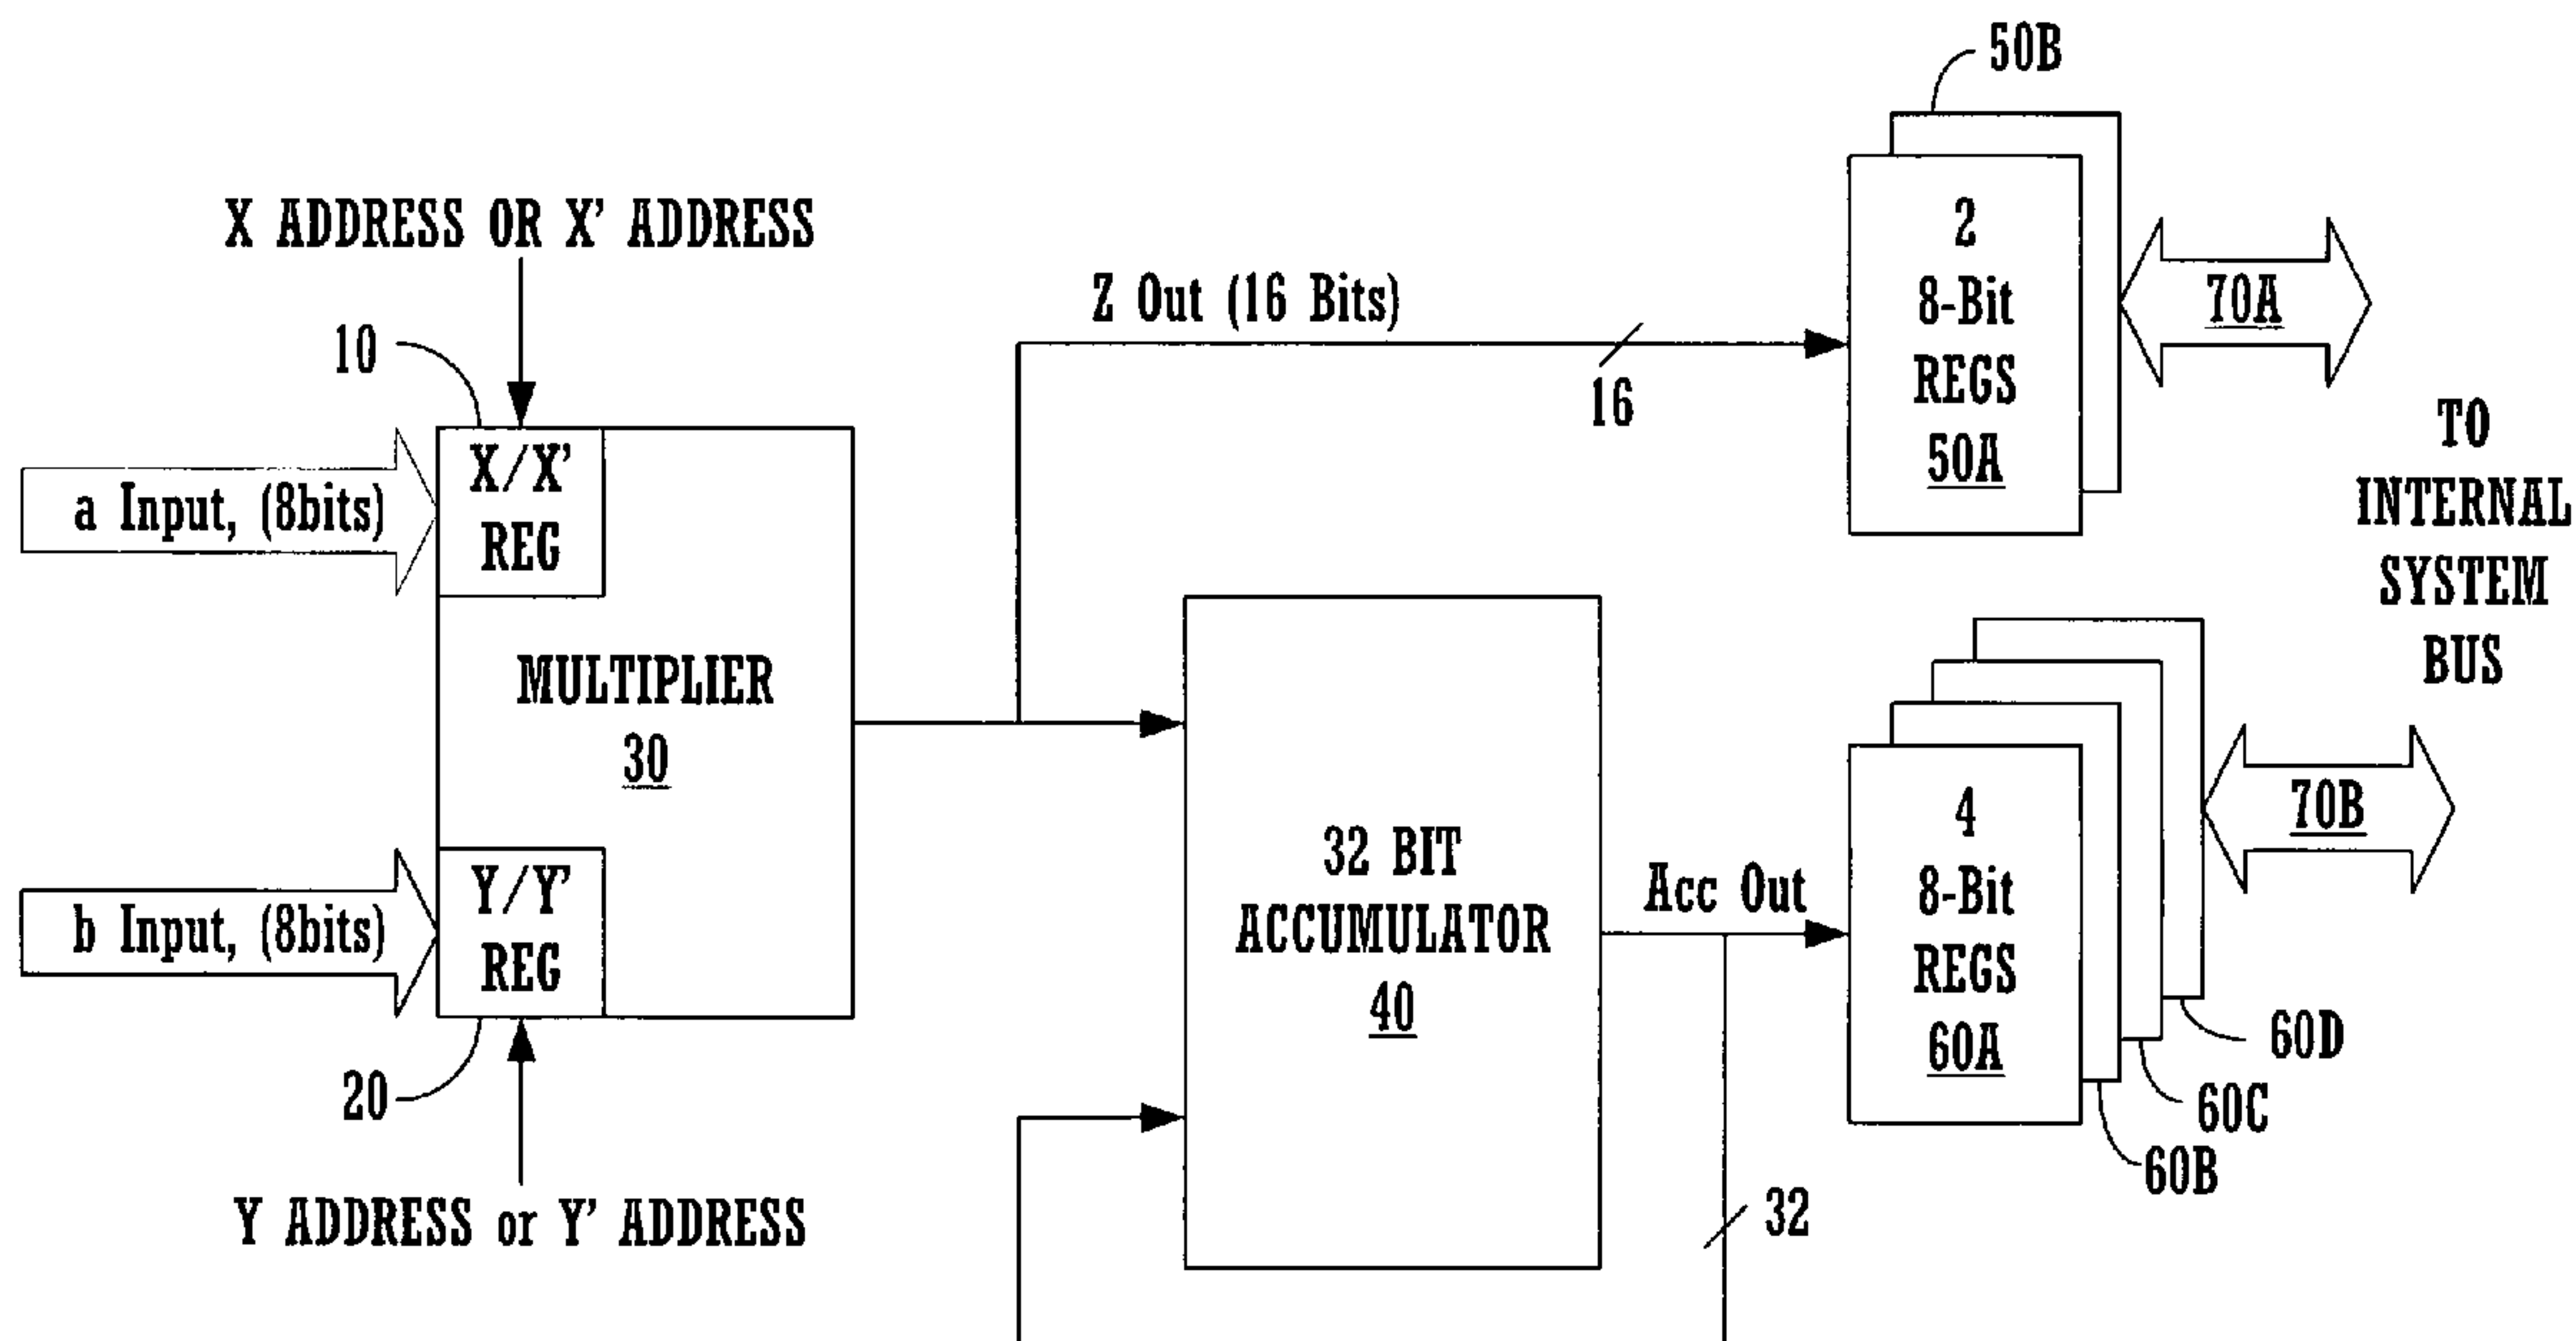 50B
X ADDRESS OR X' ADDRESS
10
a Input, (8bits)
X/X'
REG
MULTIPLIER
30
b Input, (8bits)
Y/Y'
REG
20
Y ADDRESS or Y' ADDRESS
Z Out (16 Bits)
16
2
8-Bit
REGS
50A
70A
TO
INTERNAL
SYSTEM
BUS
32 BIT
ACCUMULATOR
40
Acc Out
32
4
8-Bit
REGS
60A
70B
60D
60C
60B